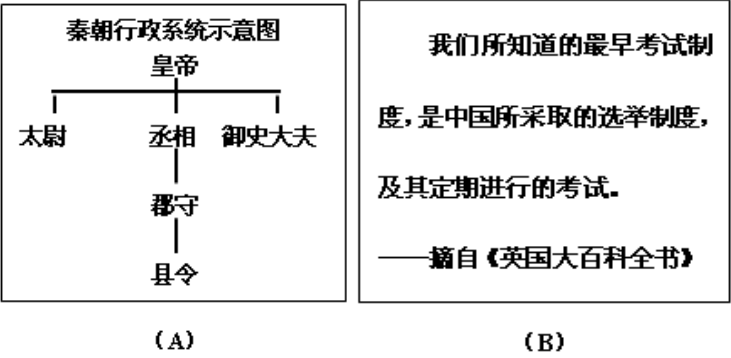 秦朝行政系统示意图
皇帝
太尉 丞相 御史大夫
郡守
县令
(A)
我们所知道的最早考试制
度，是中国所采取的选举制度，
及其定期进行的考试。
——摘自《英国大百科全书》
(B)